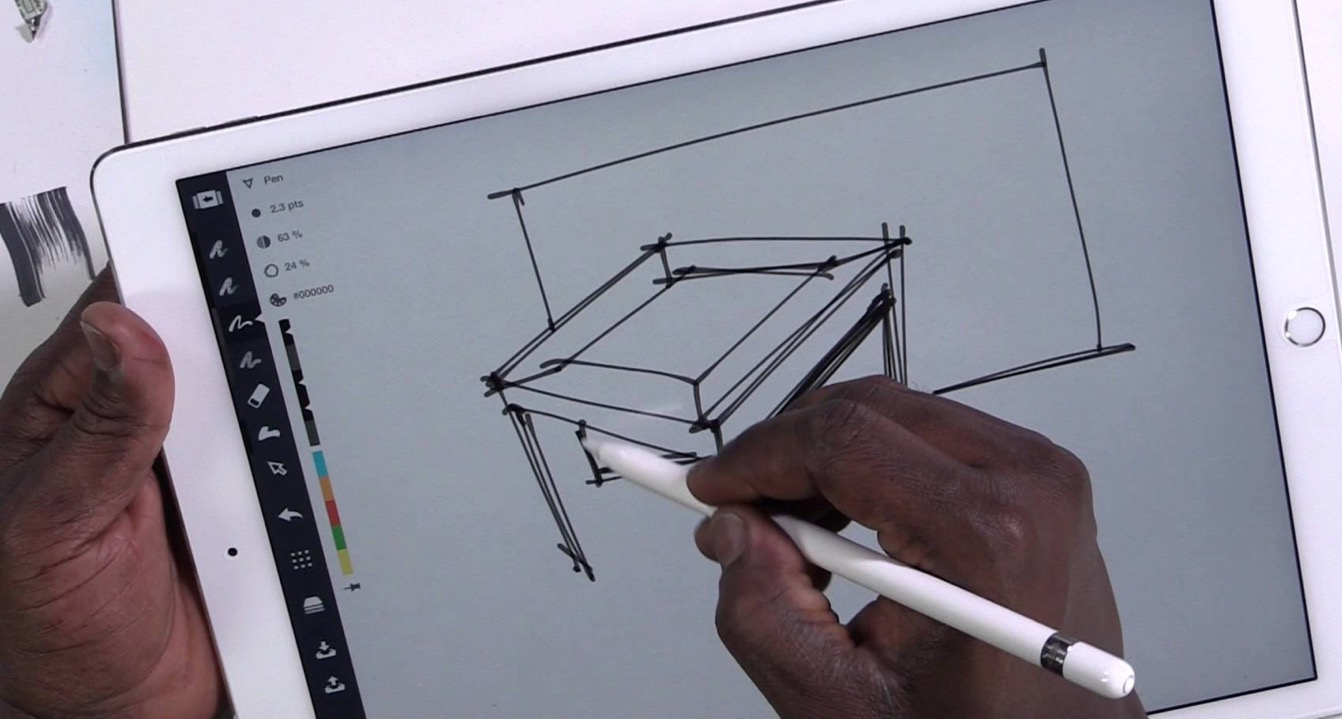 Pen
2.3 pts
63 %
24 %
#000000